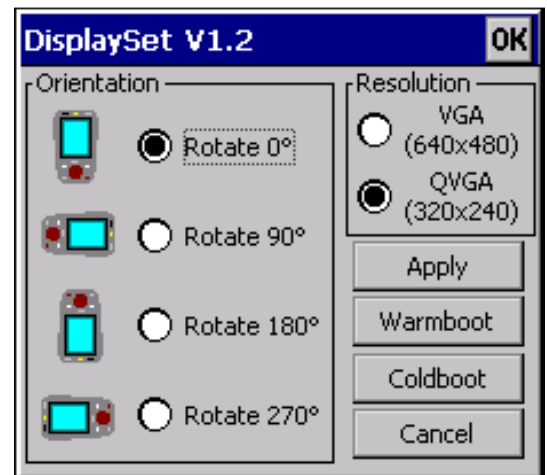 DisplaySet V1.2
OK
Orientation
Rotate 0°
Rotate 90°
Rotate 180°
Rotate 270°
Resolution
VGA
(640x480)
QVGA
(320x240)
Apply
Warmboot
Coldboot
Cancel